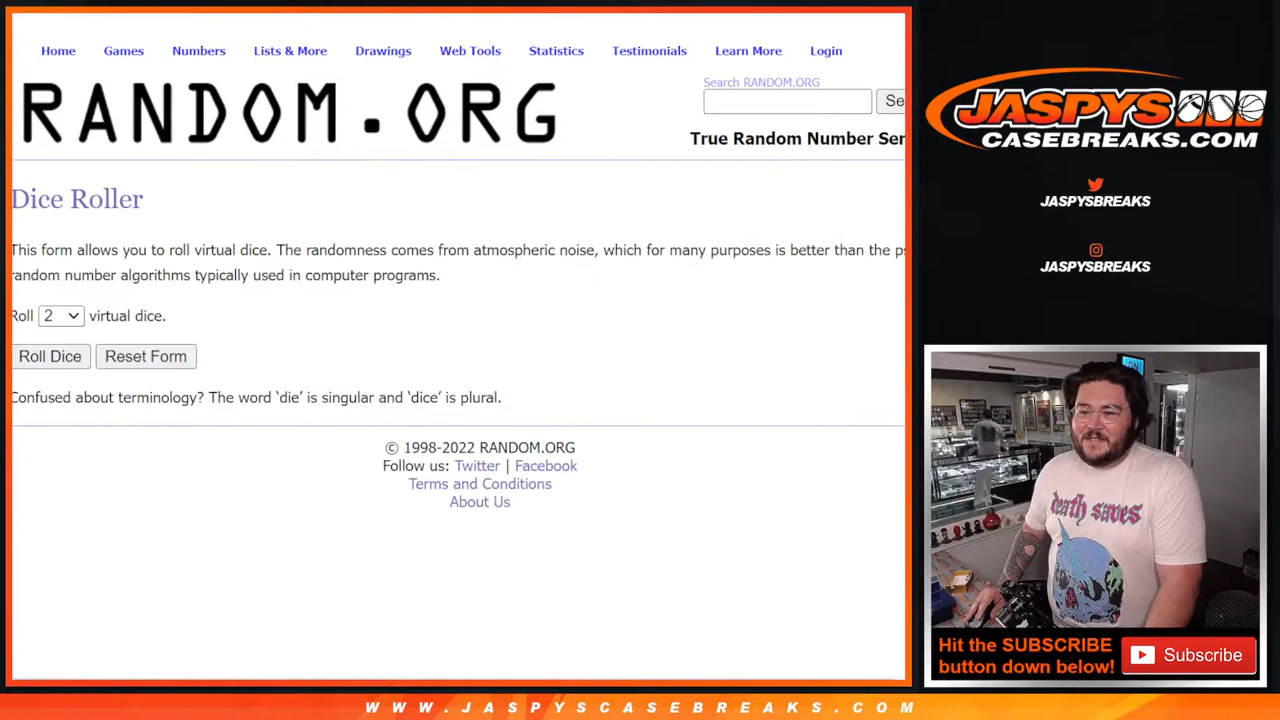 Home Games Numbers Lists & More Drawings Web Tools Statistics Testimonials Learn More Login
RANDOM.ORG
Search RANDOM.ORG
Se
True Random Number Ser
Dice Roller
This form allows you to roll virtual dice. The randomness comes from atmospheric noise, which for many purposes is better than the ps
random number algorithms typically used in computer programs.
Roll 2 virtual dice.
Roll Dice Reset Form
Confused about terminology? The word ‘die’ is singular and ‘dice’ is plural.
© 1998-2022 RANDOM.ORG
Follow us: Twitter | Facebook
Terms and Conditions
About Us
JASPYS
CASEBREAKS.COM
JASPYSBREAKS
JASPYSBREAKS
death saves
Hit the SUBSCRIBE
button down below!
Subscribe
WWW.JASPYSCASEBREAKS.COM